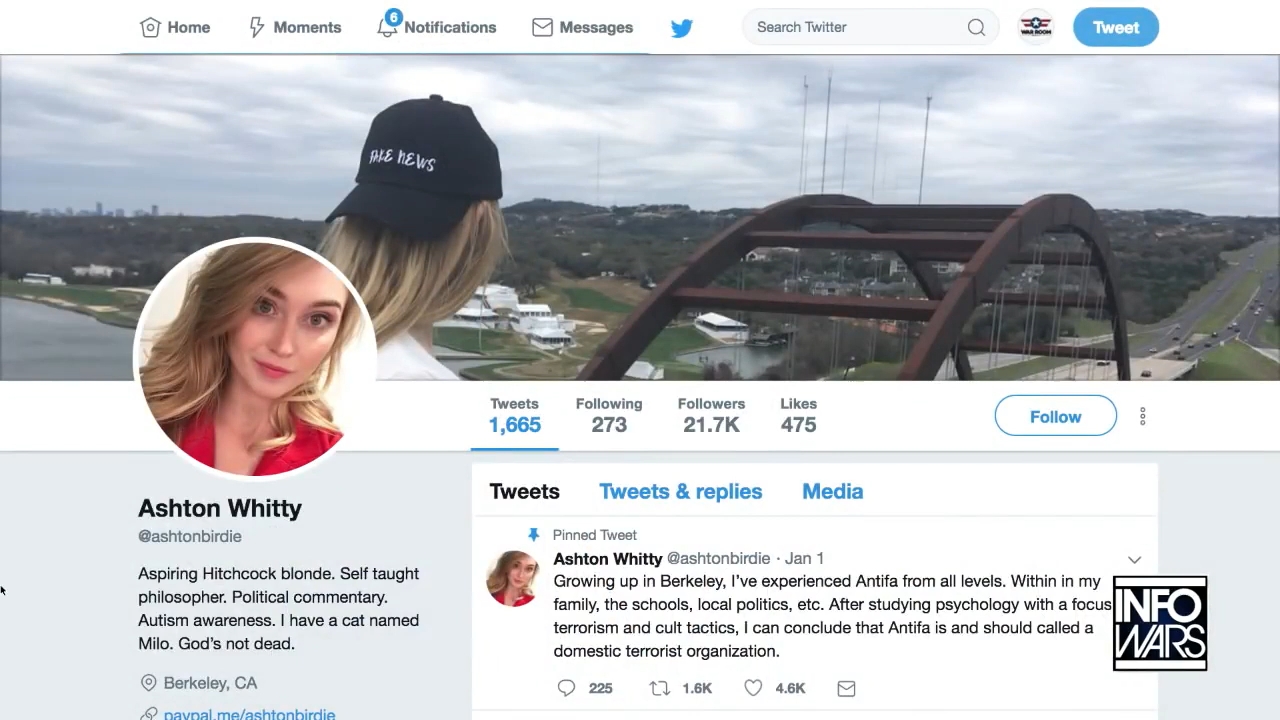 Home Moments 6 Notifications Messages Search Twitter WAR ROOM Tweet
FAKE NEWS
Tweets Following Followers Likes
1,665 273 21.7K 475
Follow
Ashton Whitty
@ashtonbirdie
Aspiring Hitchcock blonde. Self taught
philosopher. Political commentary.
Autism awareness. I have a cat named
Milo. God’s not dead.
Berkeley, CA
paypal.me/ashtonbirdie
Tweets Tweets & replies Media
Pinned Tweet
Ashton Whitty @ashtonbirdie · Jan 1
Growing up in Berkeley, I’ve experienced Antifa from all levels. Within in my
family, the schools, local politics, etc. After studying psychology with a focus
terrorism and cult tactics, I can conclude that Antifa is and should called a
domestic terrorist organization.
225 1.6K 4.6K
INFO
WARS